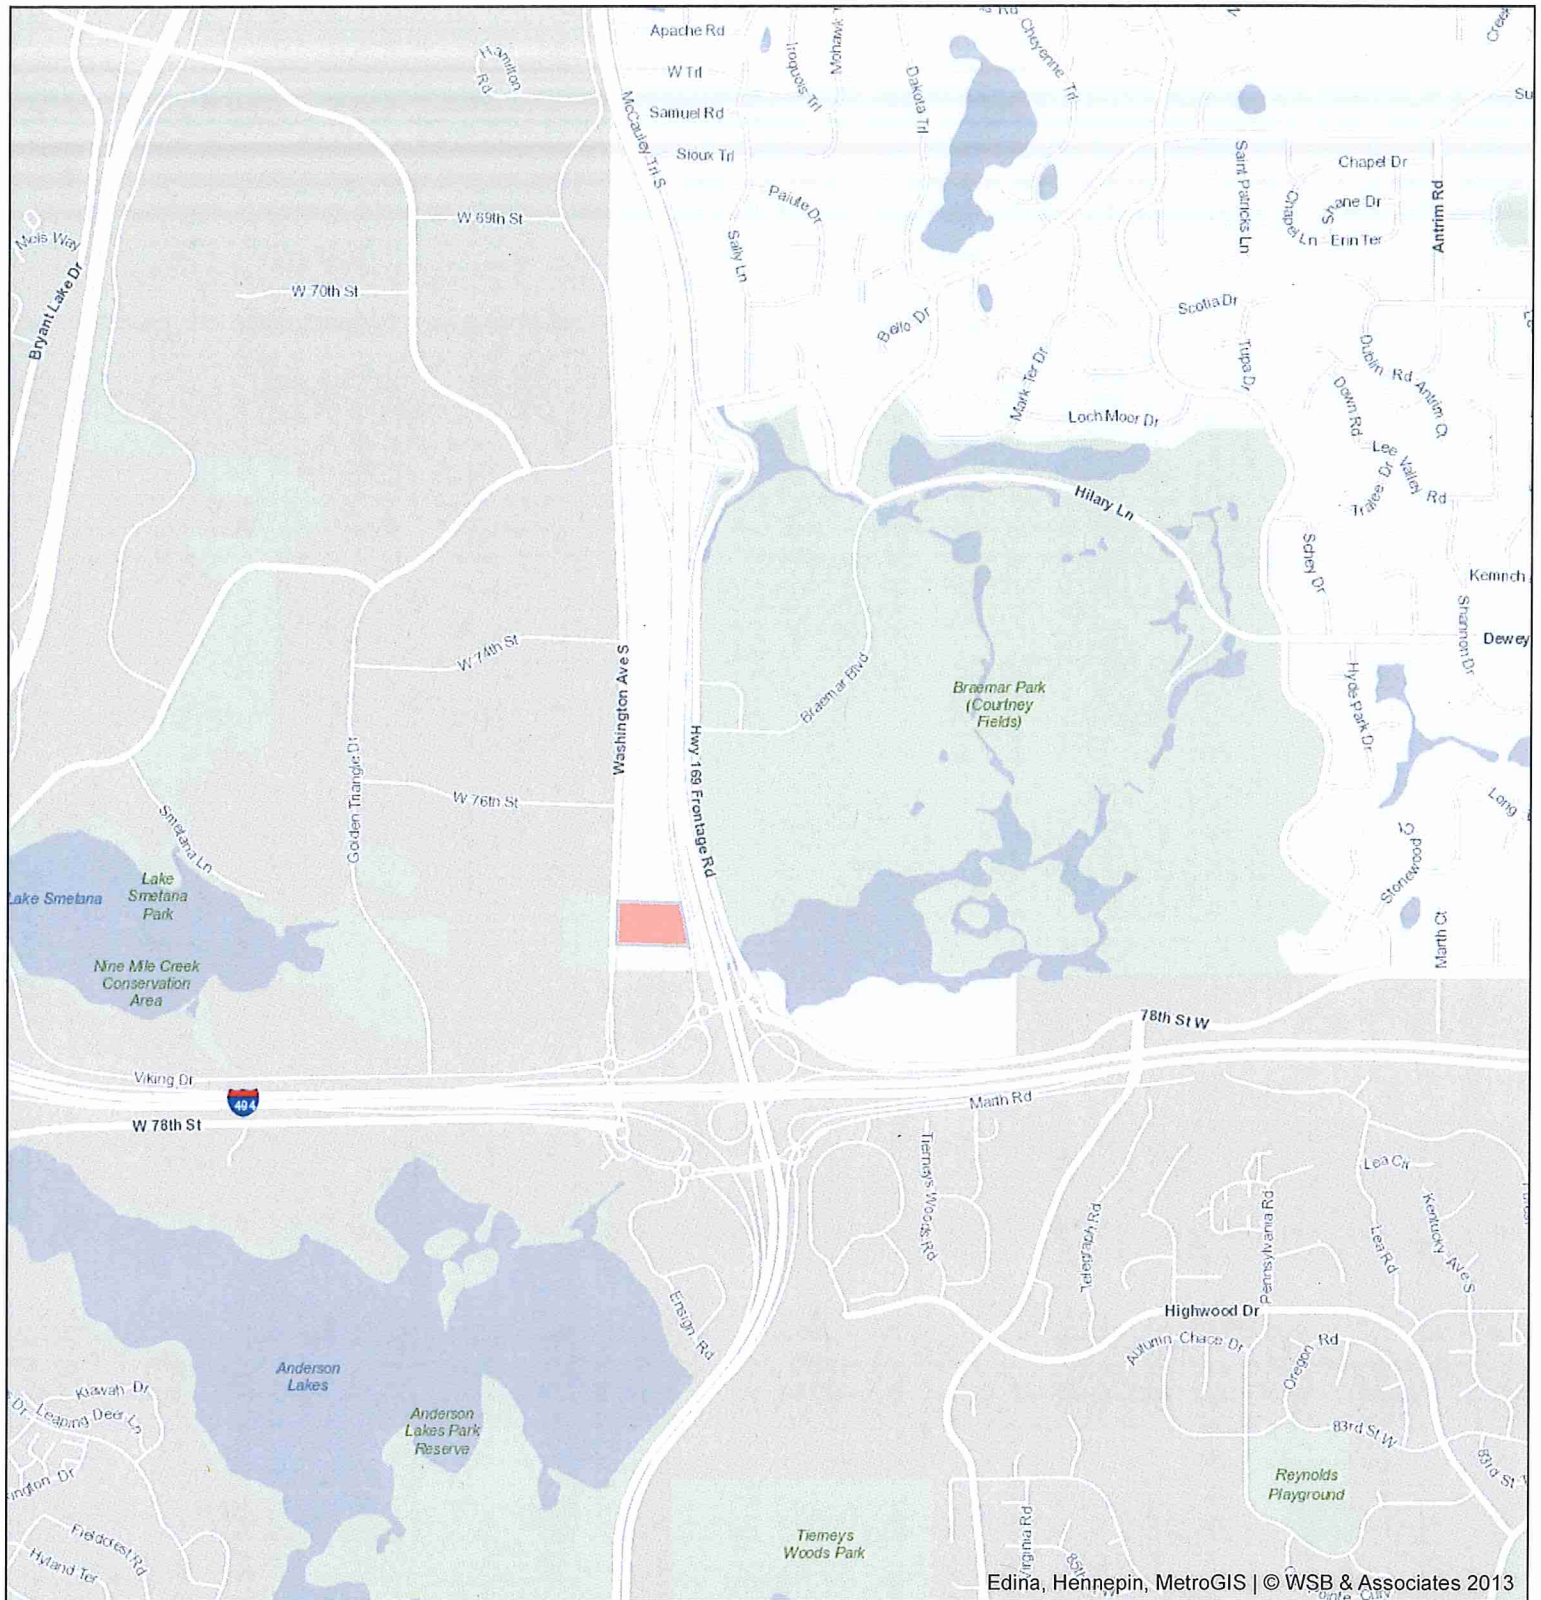 Apache Rd
W Trl
Samuel Rd
Sioux Trl
McCauley Trl S
Hamilton
Rd
Iroquois Trl
Mohawk
Dakota Trl
Cheyenne Trl
Rd
Creek
Su
Saint Patricks Ln
Chapel Dr
Shane Dr
Chapel Ln
Erin Ter
Antrim Rd
W 69th St
Paiute Dr
Sally Ln
W 70th St
Bryant Lake Dr
Bello Dr
Scotia Dr
Mark Ter Dr
Tupa Dr
Dublin Rd
Antrim Ct
Down Rd
Loch Moor Dr
Lee Valley Rd
Tralee Dr
Hilary Ln
Schey Dr
Kemrich
Shannon Dr
Dewey
W 74th St
Washington Ave S
Braemar Blvd
Braemar Park
(Courtney
Fields)
Hyde Park Dr
Hwy 169 Frontage Rd
Golden Triangle Dr
W 76th St
Smetana Ln
Long
Stonewood Ct
Lake Smetana
Lake
Smetana
Park
Marth Ct
Nine Mile Creek
Conservation
Area
78th St W
Viking Dr
494
W 78th St
Marth Rd
Tierneys Woods Rd
Telegraph Rd
Pennsylvania Rd
Lea Cir
Lea Rd
Kentucky Ave S
Ensign Rd
Highwood Dr
Autumn Chace Dr
Oregon Rd
Anderson
Lakes
Kiawah Dr
Dr
Leaping Deer Ln
Anderson
Lakes Park
Reserve
83rd St W
83rd St
ington Dr
Reynolds
Playground
Fieldcrest Rd
Hyland Ter
Tierneys
Woods Park
Virginia Rd
85th
Edina, Hennepin, MetroGIS | © WSB & Associates 2013